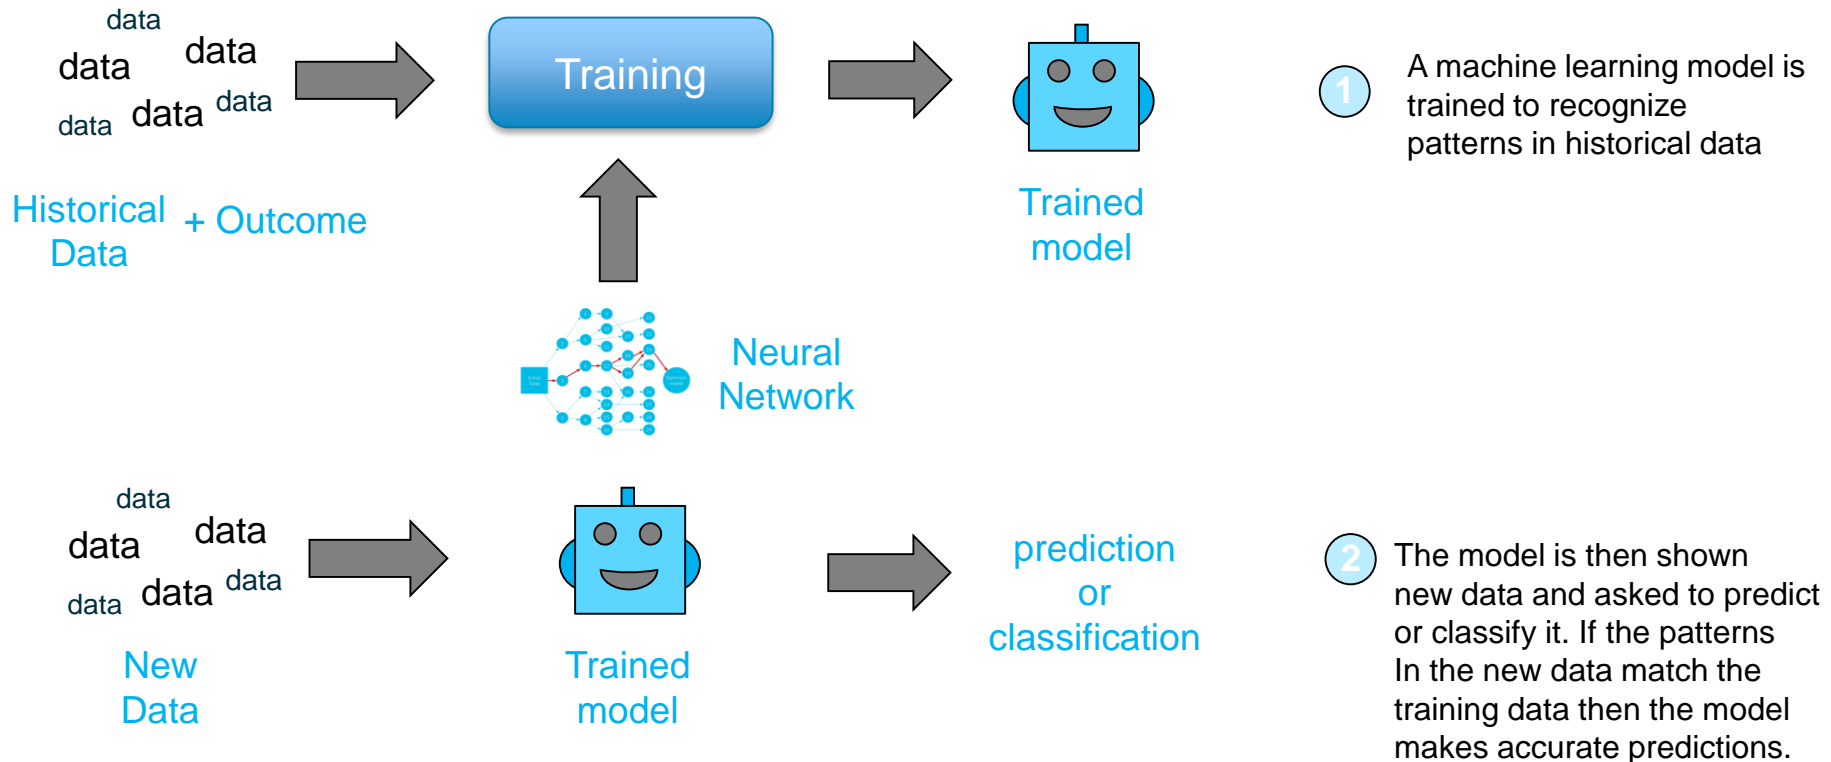 data
data
data
data
data
data
Historical
Data
+ Outcome
Training
Trained
model
1
A machine learning model is
trained to recognize
patterns in historical data
Neural
Network
data
data
data
data
data
data
New
Data
Trained
model
prediction
or
classification
2
The model is then shown
new data and asked to predict
or classify it. If the patterns
In the new data match the
training data then the model
makes accurate predictions.